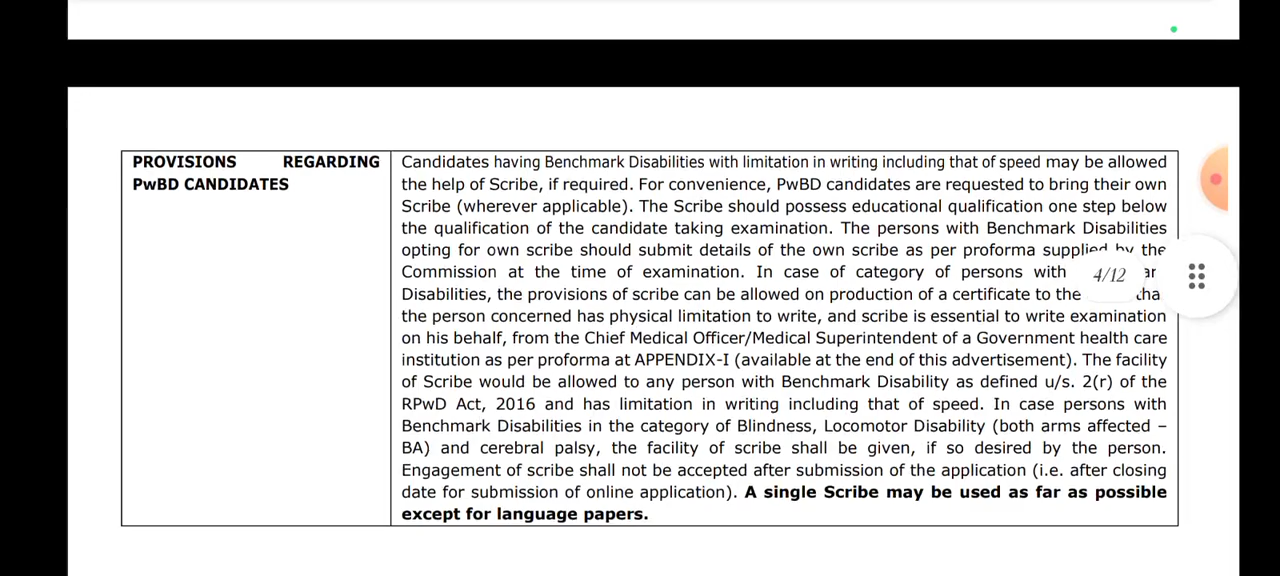 PROVISIONS REGARDING
PwBD CANDIDATES
Candidates having Benchmark Disabilities with limitation in writing including that of speed may be allowed
the help of Scribe, if required. For convenience, PwBD candidates are requested to bring their own
Scribe (wherever applicable). The Scribe should possess educational qualification one step below
the qualification of the candidate taking examination. The persons with Benchmark Disabilities
opting for own scribe should submit details of the own scribe as per proforma supplied by the
Commission at the time of examination. In case of category of persons with
Disabilities, the provisions of scribe can be allowed on production of a certificate to the
the person concerned has physical limitation to write, and scribe is essential to write examination
on his behalf, from the Chief Medical Officer/Medical Superintendent of a Government health care
institution as per proforma at APPENDIX-I (available at the end of this advertisement). The facility
of Scribe would be allowed to any person with Benchmark Disability as defined u/s. 2(r) of the
RPwD Act, 2016 and has limitation in writing including that of speed. In case persons with
Benchmark Disabilities in the category of Blindness, Locomotor Disability (both arms affected –
BA) and cerebral palsy, the facility of scribe shall be given, if so desired by the person.
Engagement of scribe shall not be accepted after submission of the application (i.e. after closing
date for submission of online application). A single Scribe may be used as far as possible
except for language papers.
4/12